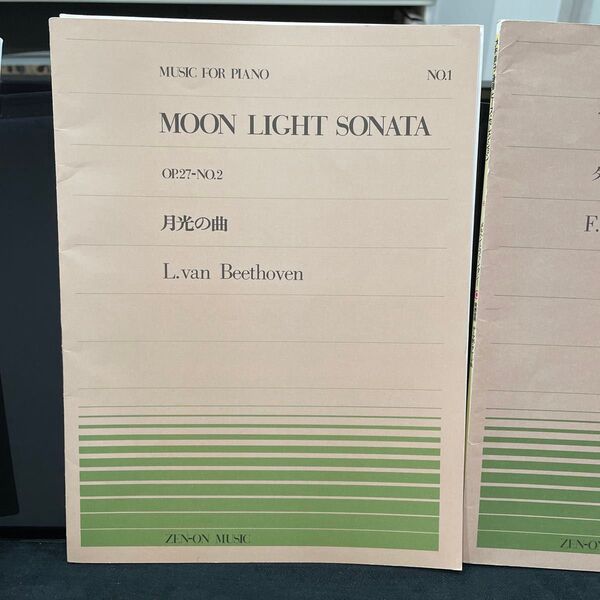 MUSIC FOR PIANO NO.1
MOON LIGHT SONATA
OP.27-NO.2
月光の曲
L.van Beethoven
ZEN-ON MUSIC
F.